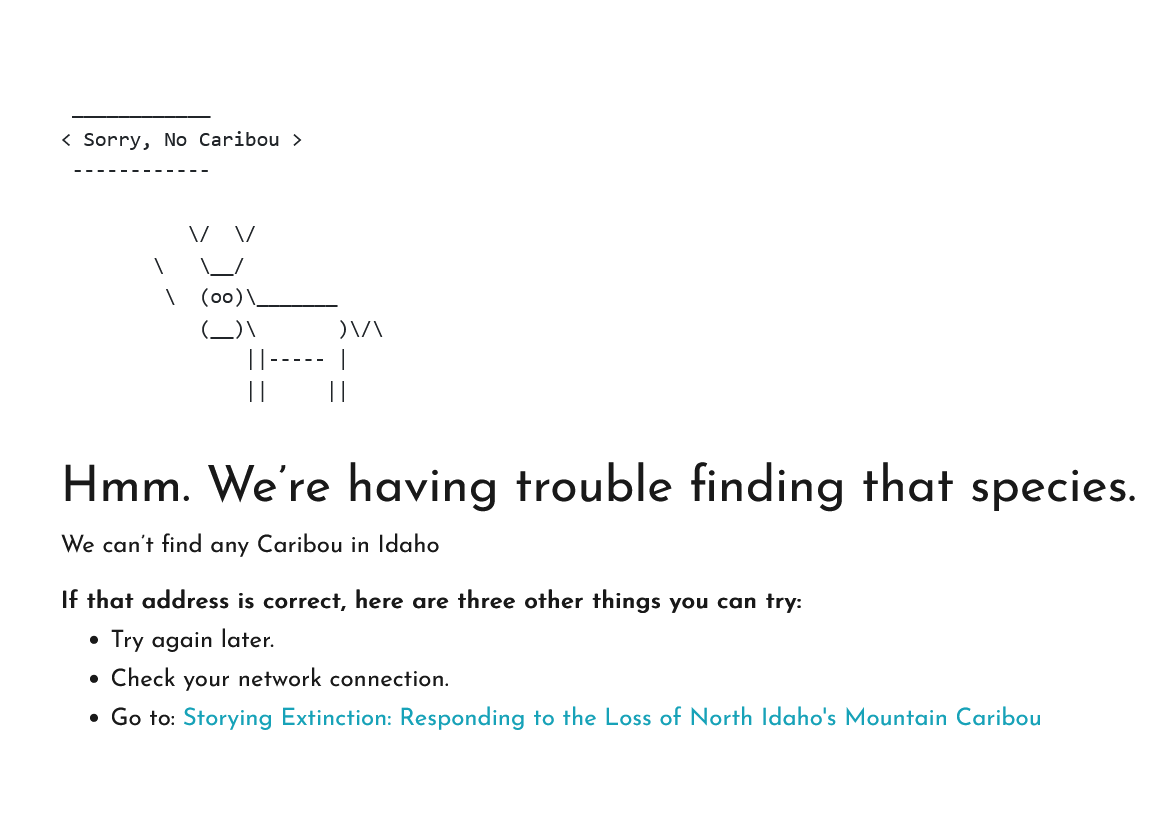 ____________
< Sorry, No Caribou >
 ------------
           \/  \/
        \   \__/
         \  (oo)\_______
            (__)\       )\/\
                ||----- |
                ||     ||
Hmm. We’re having trouble finding that species.
We can’t find any Caribou in Idaho
If that address is correct, here are three other things you can try:
• Try again later.
• Check your network connection.
• Go to: Storying Extinction: Responding to the Loss of North Idaho's Mountain Caribou